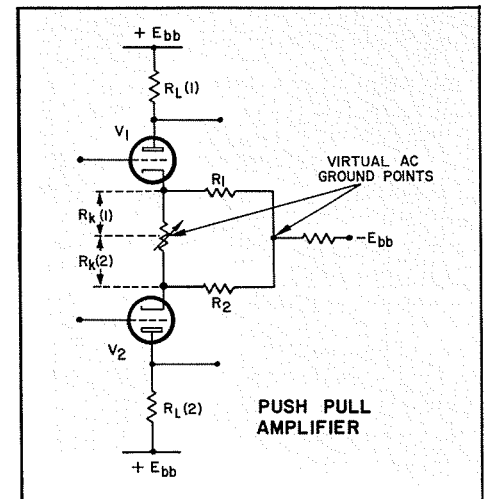 + Ebb
RL(1)
V1
VIRTUAL AC
GROUND POINTS
R1
Rk(1)
-Ebb
Rk(2)
R2
V2
RL(2)
PUSH PULL
AMPLIFIER
+ Ebb